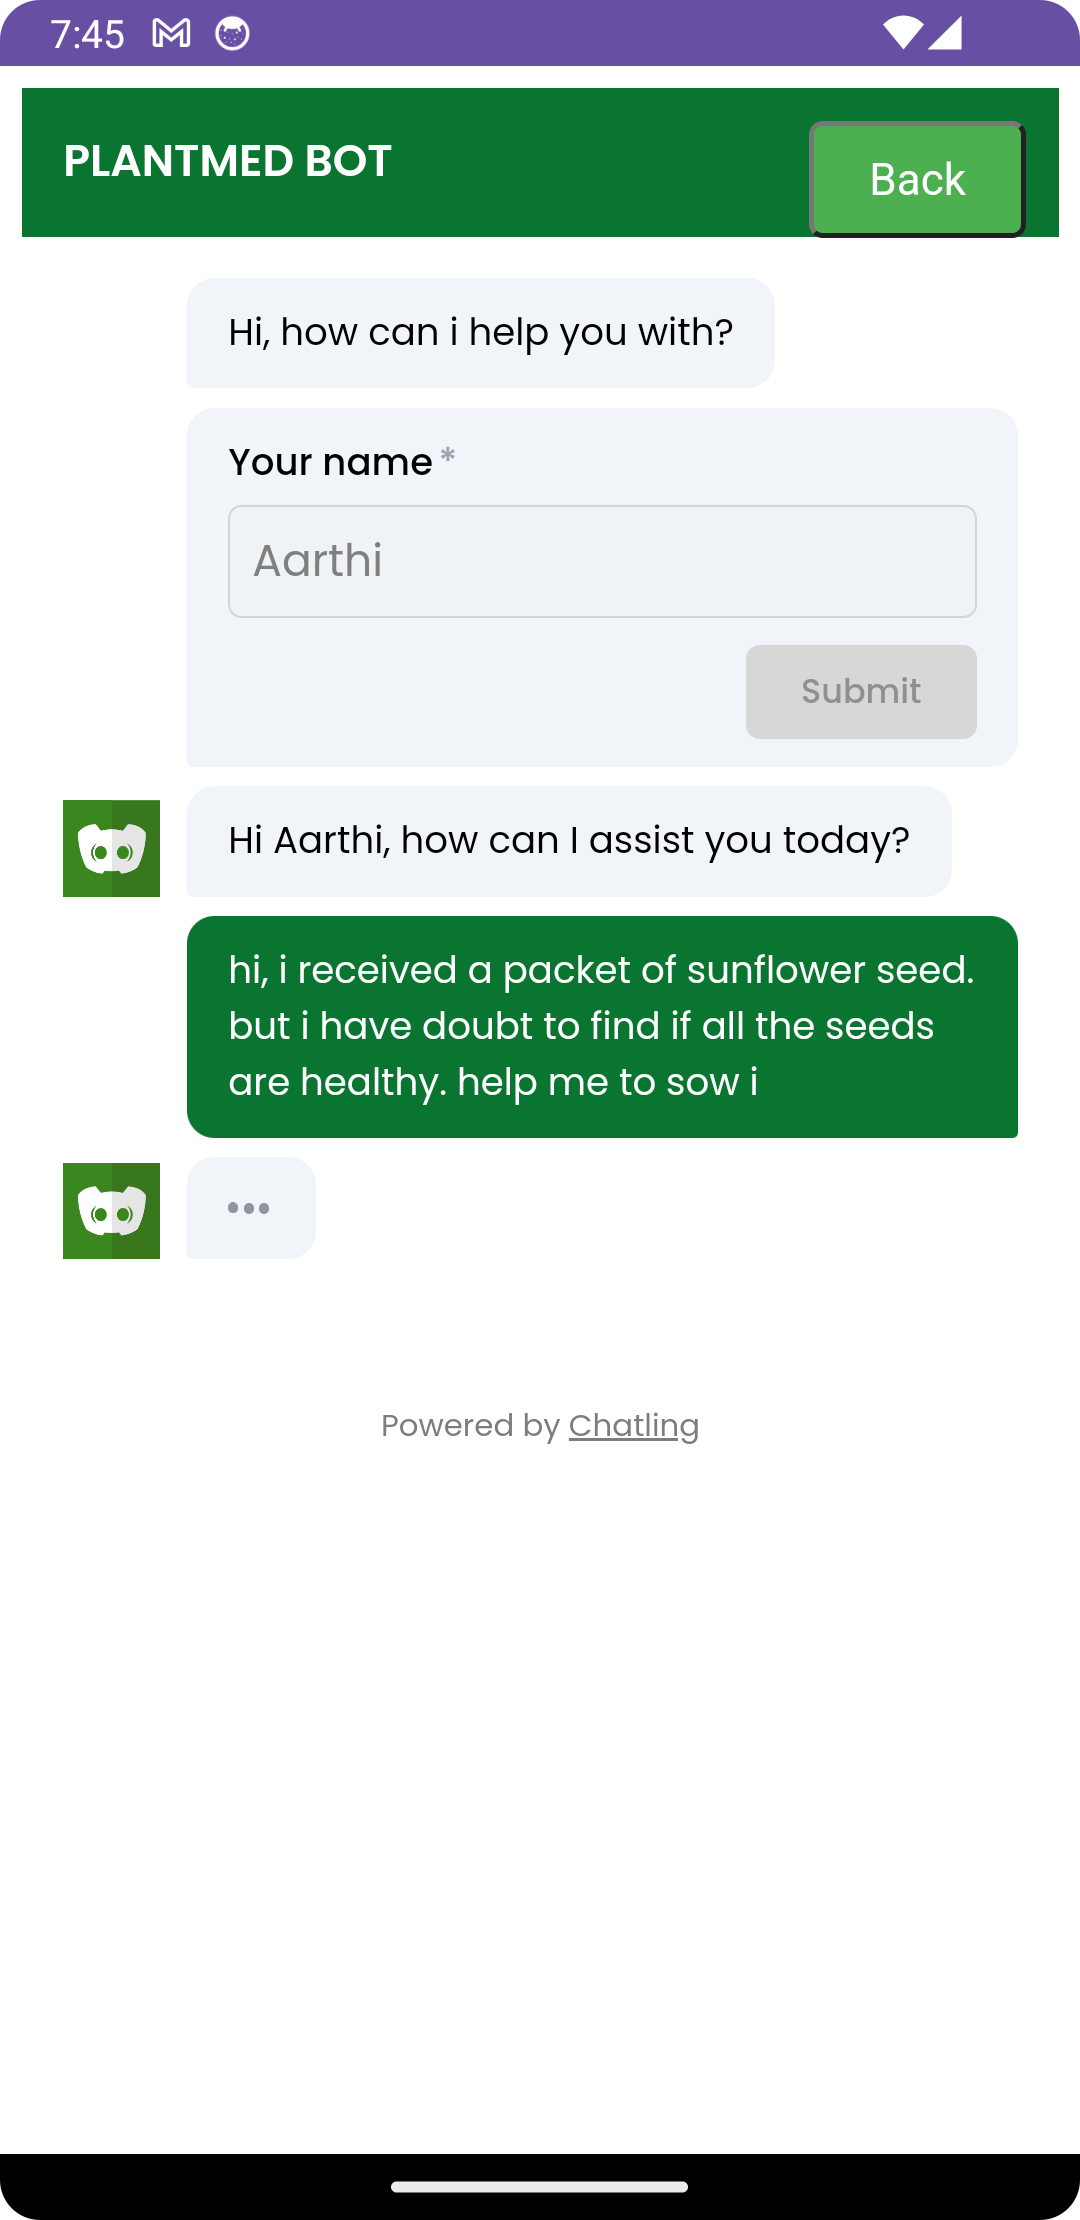 7:45
PLANTMED BOT
Back
Hi, how can i help you with?
Your name *
Aarthi
Submit
Hi Aarthi, how can I assist you today?
hi, i received a packet of sunflower seed.
but i have doubt to find if all the seeds
are healthy. help me to sow i
Powered by Chatling